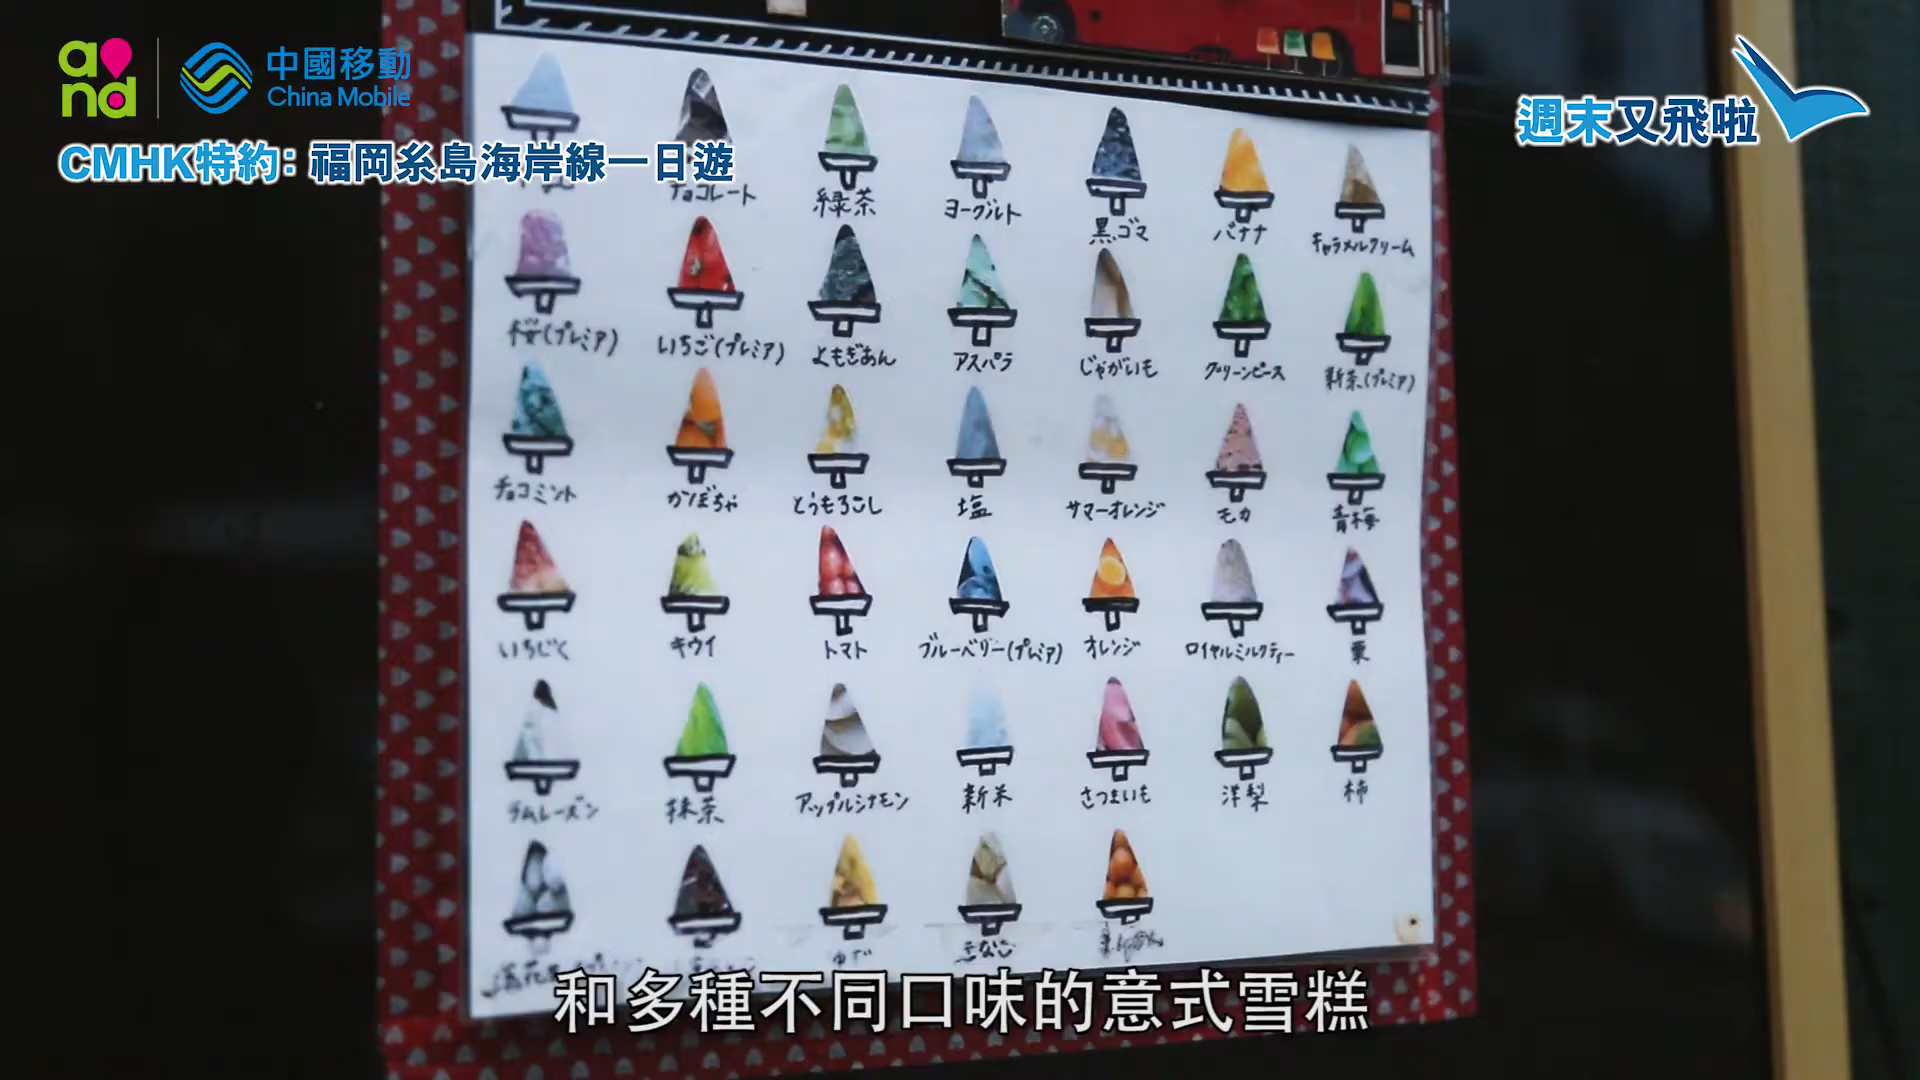 and
中國移動
China Mobile
CMHK特約：福岡糸島海岸線一日遊
週末又飛啦
チョコレート
緑茶
ヨーグルト
黒ゴマ
バナナ
キャラメルクリーム
桜(プレミア)
いちご(プレミア)
よもぎあん
アスパラ
じゃがいも
グリーンピース
新茶(プレミア)
チョコミント
かぼちゃ
とうもろこし
塩
サマーオレンジ
モカ
青梅
いちじく
キウイ
トマト
ブルーベリー(プレミア)
オレンジ
ロイヤルミルクティー
栗
ラムレーズン
抹茶
アップルシナモン
新米
さつまいも
洋梨
柿
ゆず
きなこ
和多種不同口味的意式雪糕